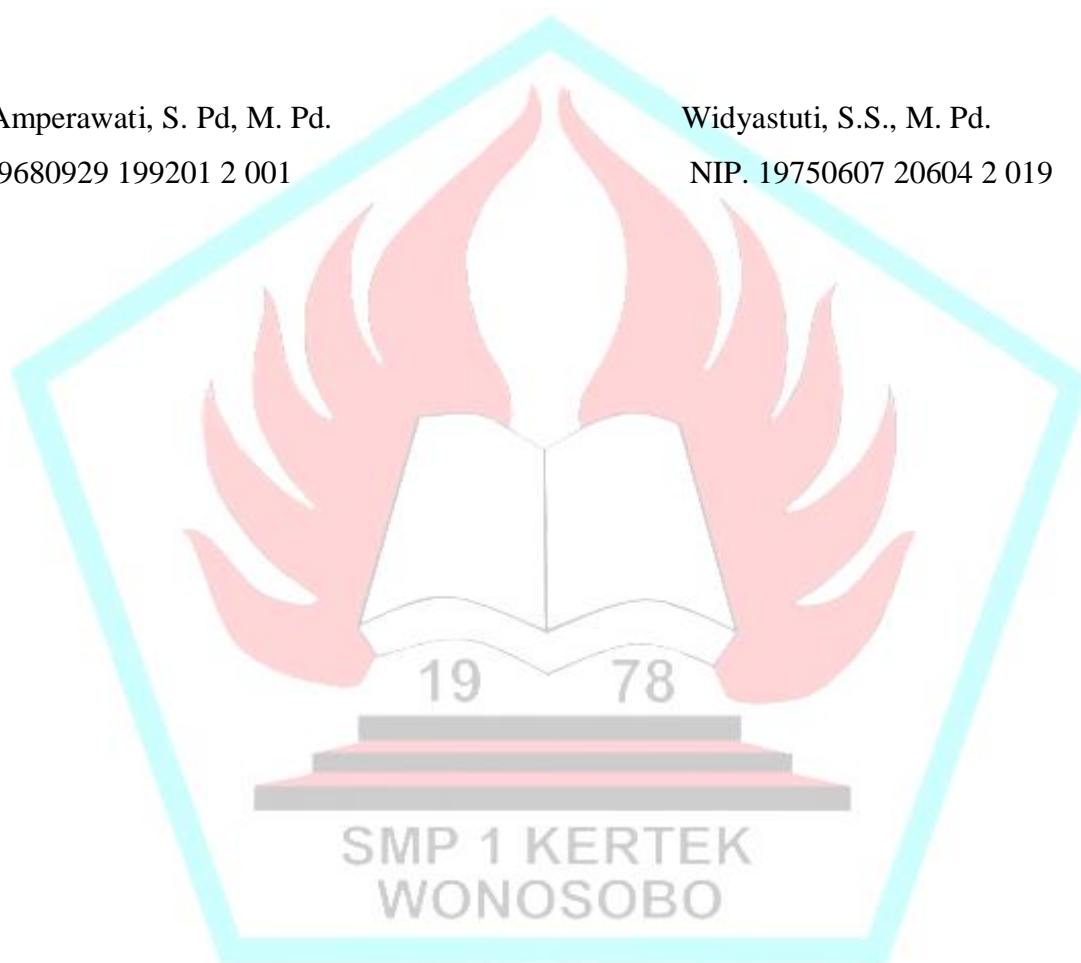 Amperawati, S. Pd, M. Pd.
Widyastuti, S.S., M. Pd.
9680929 199201 2 001
NIP. 19750607 20604 2 019
19 78
SMP 1 KERTEK
WONOSOBO